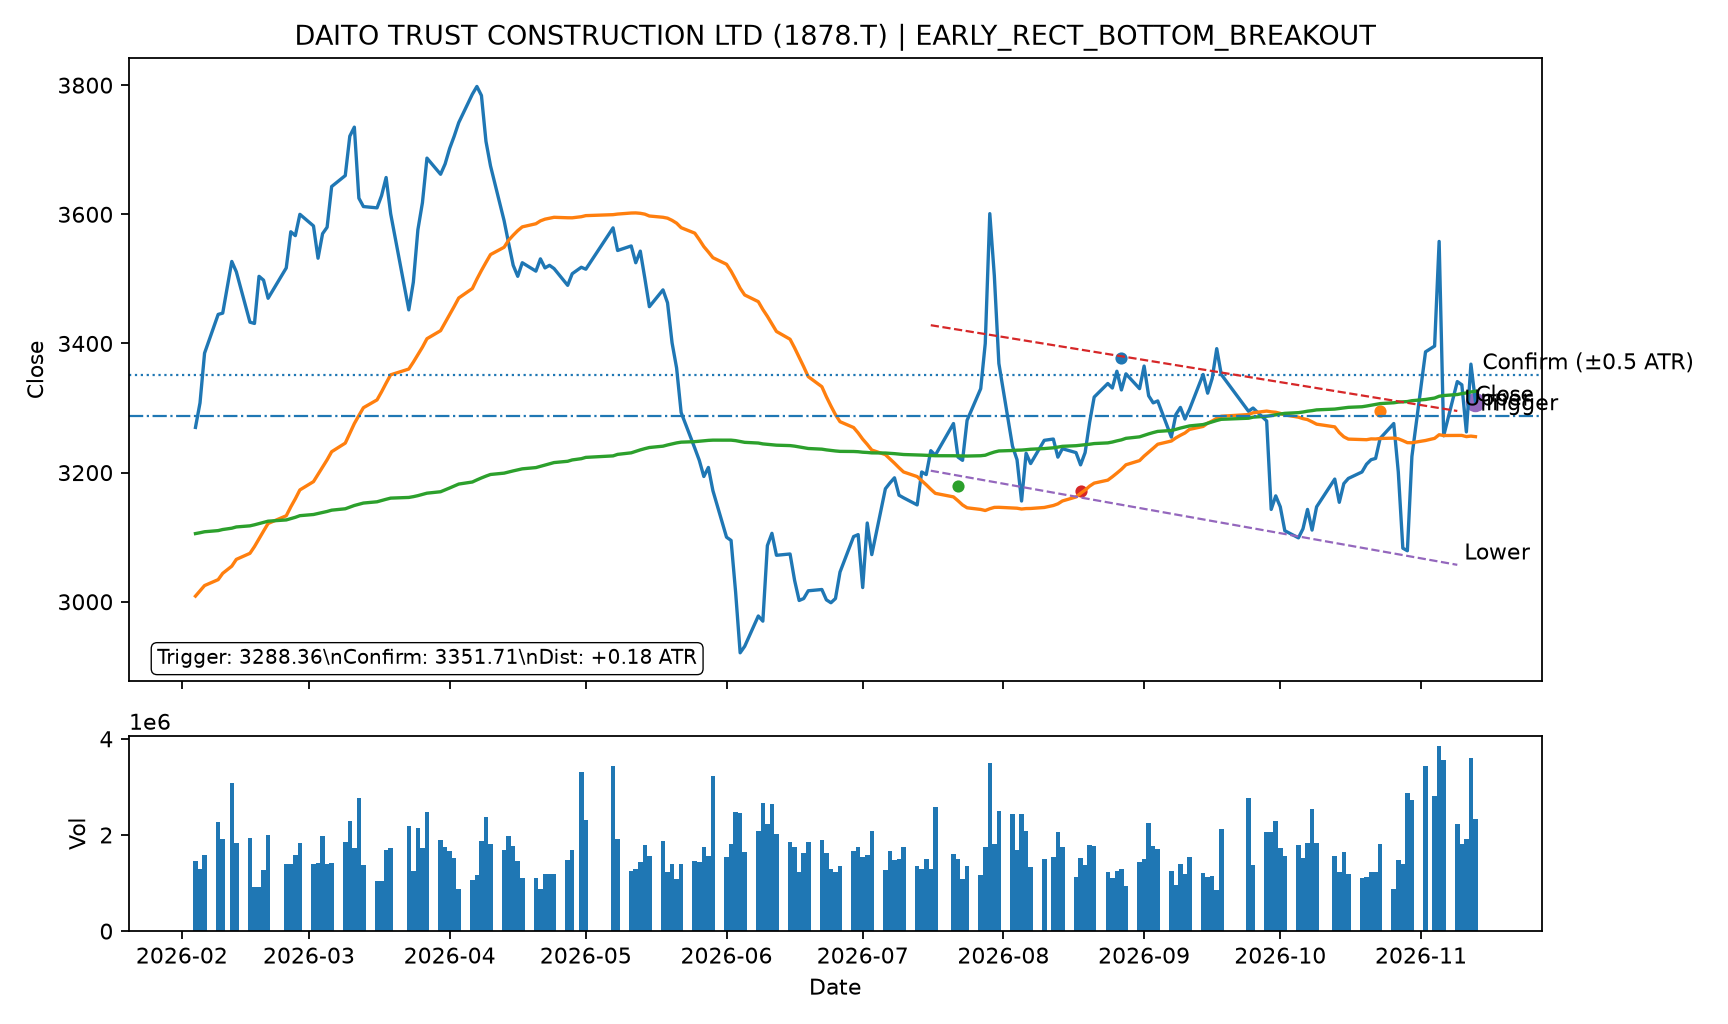 DAITO TRUST CONSTRUCTION LTD (1878.T) | EARLY_RECT_BOTTOM_BREAKOUT
3800
3600
3400
3200
3000
Close
Confirm (±0.5 ATR)
Close
Upper
Trigger
Lower
Trigger: 3288.36\nConfirm: 3351.71\nDist: +0.18 ATR
1e6
4
2
0
Vol
2026-02
2026-03
2026-04
2026-05
2026-06
2026-07
2026-08
2026-09
2026-10
2026-11
Date